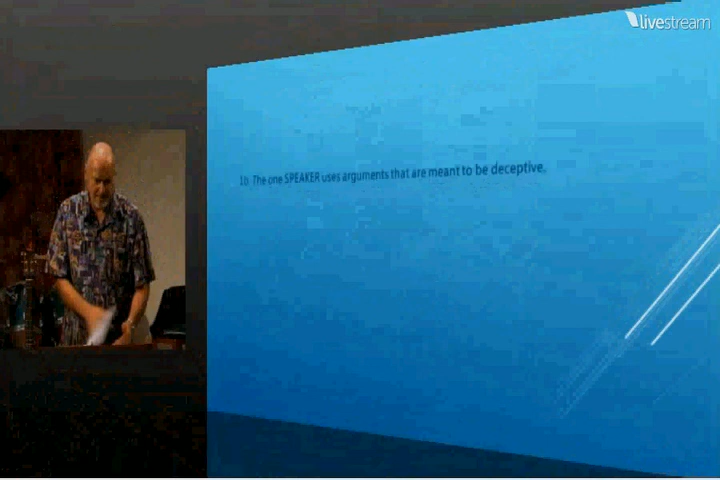 livestream
10. The one SPEAKER uses arguments that are meant to be deceptive.